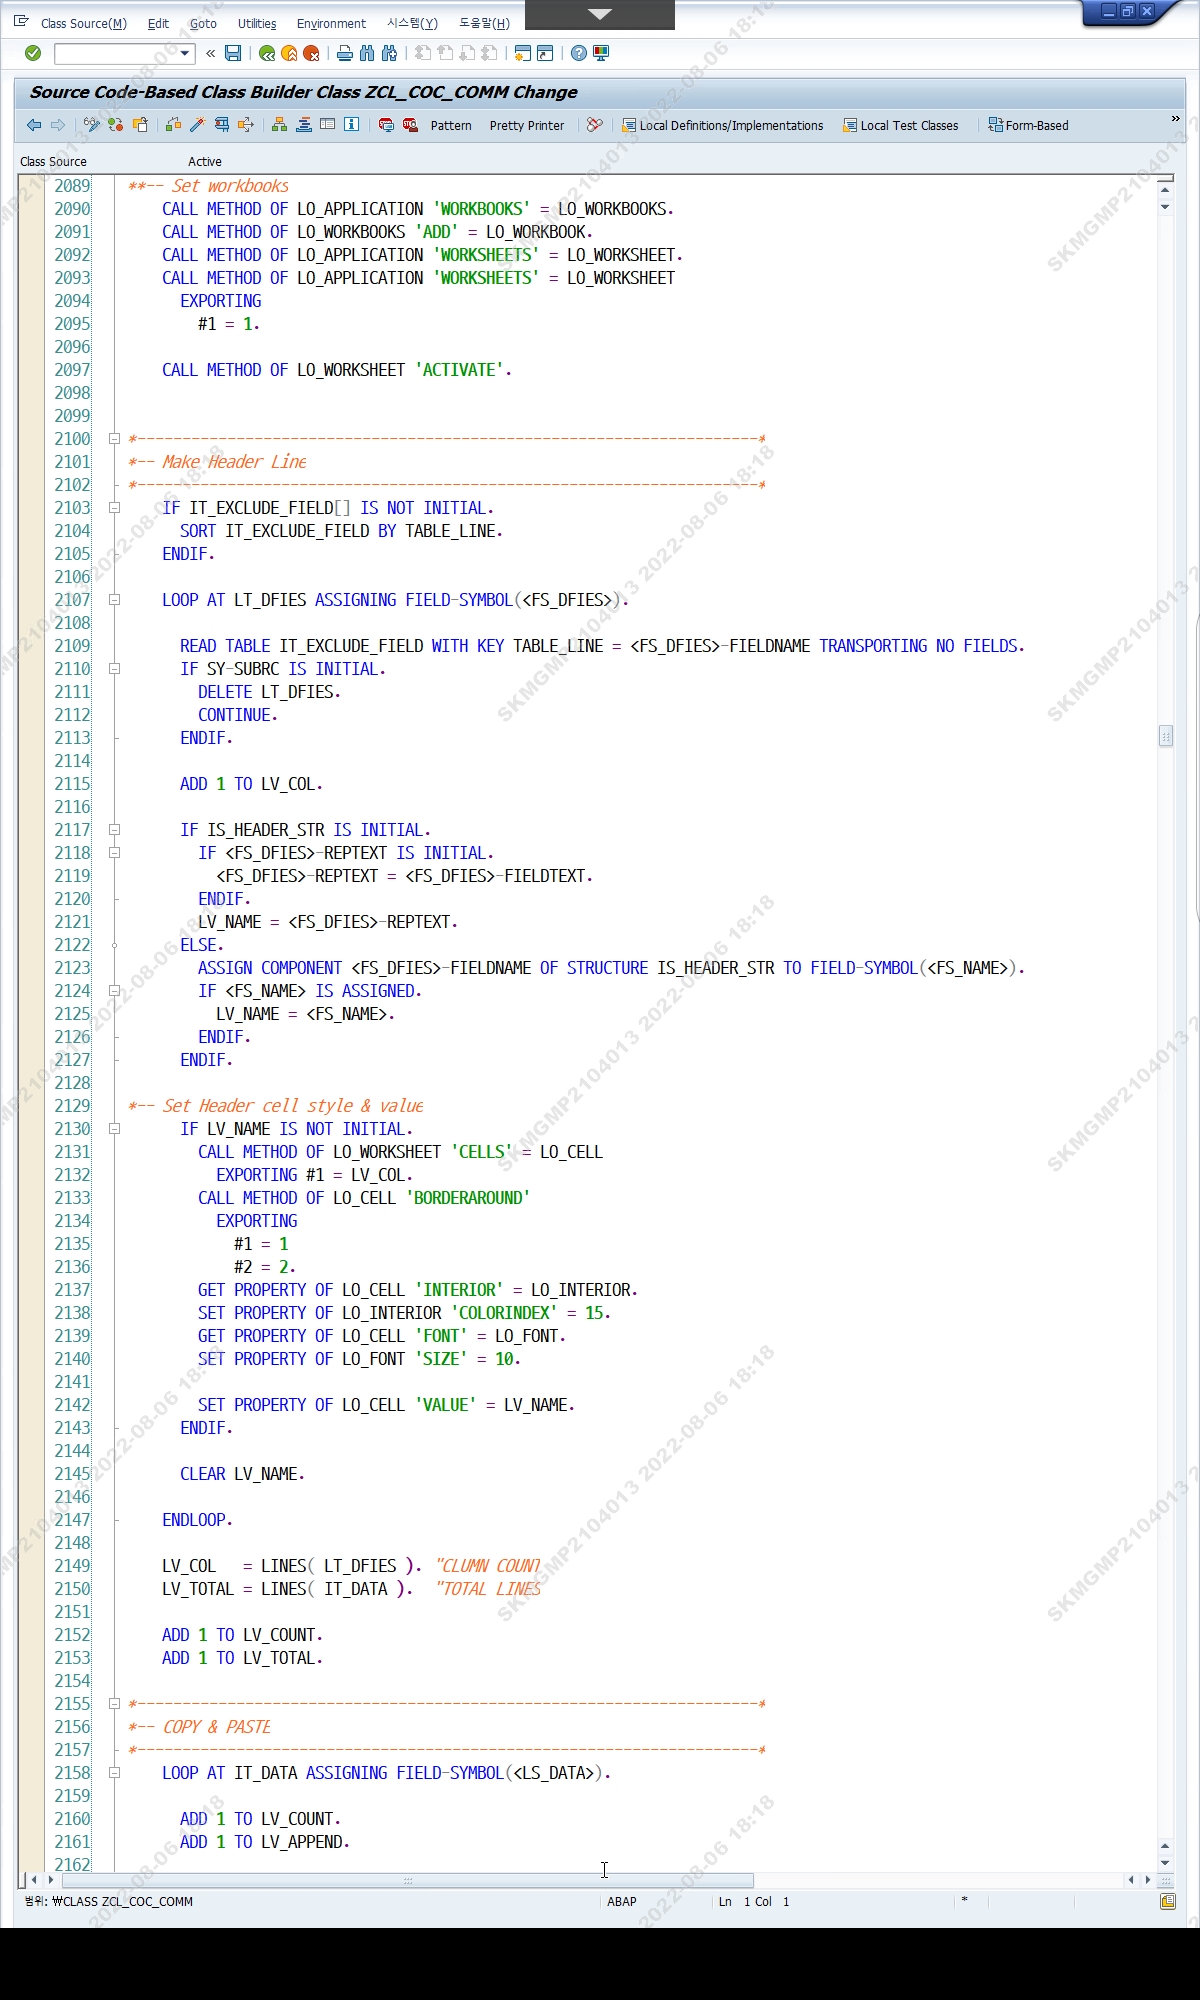 Class Source(M) Edit Goto Utilities Environment 시스템(Y) 도움말(H)
Source Code-Based Class Builder Class ZCL_COC_COMM Change
Pattern Pretty Printer Local Definitions/Implementations Local Test Classes Form-Based
Class Source Active
2089 **-- Set workbooks
2090 CALL METHOD OF LO_APPLICATION 'WORKBOOKS' = LO_WORKBOOKS.
2091 CALL METHOD OF LO_WORKBOOKS 'ADD' = LO_WORKBOOK.
2092 CALL METHOD OF LO_APPLICATION 'WORKSHEETS' = LO_WORKSHEET.
2093 CALL METHOD OF LO_APPLICATION 'WORKSHEETS' = LO_WORKSHEET
2094 EXPORTING
2095 #1 = 1.
2096
2097 CALL METHOD OF LO_WORKSHEET 'ACTIVATE'.
2098
2099
2100 *---------------------------------------------------------------------*
2101 *-- Make Header Line
2102 *---------------------------------------------------------------------*
2103 IF IT_EXCLUDE_FIELD[] IS NOT INITIAL.
2104 SORT IT_EXCLUDE_FIELD BY TABLE_LINE.
2105 ENDIF.
2106
2107 LOOP AT LT_DFIES ASSIGNING FIELD-SYMBOL(<FS_DFIES>).
2108
2109 READ TABLE IT_EXCLUDE_FIELD WITH KEY TABLE_LINE = <FS_DFIES>-FIELDNAME TRANSPORTING NO FIELDS.
2110 IF SY-SUBRC IS INITIAL.
2111 DELETE LT_DFIES.
2112 CONTINUE.
2113 ENDIF.
2114
2115 ADD 1 TO LV_COL.
2116
2117 IF IS_HEADER_STR IS INITIAL.
2118 IF <FS_DFIES>-REPTEXT IS INITIAL.
2119 <FS_DFIES>-REPTEXT = <FS_DFIES>-FIELDTEXT.
2120 ENDIF.
2121 LV_NAME = <FS_DFIES>-REPTEXT.
2122 ELSE.
2123 ASSIGN COMPONENT <FS_DFIES>-FIELDNAME OF STRUCTURE IS_HEADER_STR TO FIELD-SYMBOL(<FS_NAME>).
2124 IF <FS_NAME> IS ASSIGNED.
2125 LV_NAME = <FS_NAME>.
2126 ENDIF.
2127 ENDIF.
2128
2129 *-- Set Header cell style & value
2130 IF LV_NAME IS NOT INITIAL.
2131 CALL METHOD OF LO_WORKSHEET 'CELLS' = LO_CELL
2132 EXPORTING #1 = LV_COL.
2133 CALL METHOD OF LO_CELL 'BORDERAROUND'
2134 EXPORTING
2135 #1 = 1
2136 #2 = 2.
2137 GET PROPERTY OF LO_CELL 'INTERIOR' = LO_INTERIOR.
2138 SET PROPERTY OF LO_INTERIOR 'COLORINDEX' = 15.
2139 GET PROPERTY OF LO_CELL 'FONT' = LO_FONT.
2140 SET PROPERTY OF LO_FONT 'SIZE' = 10.
2141
2142 SET PROPERTY OF LO_CELL 'VALUE' = LV_NAME.
2143 ENDIF.
2144
2145 CLEAR LV_NAME.
2146
2147 ENDLOOP.
2148
2149 LV_COL = LINES( LT_DFIES ). "CLUMN COUNT
2150 LV_TOTAL = LINES( IT_DATA ). "TOTAL LINES
2151
2152 ADD 1 TO LV_COUNT.
2153 ADD 1 TO LV_TOTAL.
2154
2155 *---------------------------------------------------------------------*
2156 *-- COPY & PASTE
2157 *---------------------------------------------------------------------*
2158 LOOP AT IT_DATA ASSIGNING FIELD-SYMBOL(<LS_DATA>).
2159
2160 ADD 1 TO LV_COUNT.
2161 ADD 1 TO LV_APPEND.
2162
범위: ₩CLASS ZCL_COC_COMM ABAP Ln 1 Col 1 *
SKMGMP2104013 2022-08-06 18:18